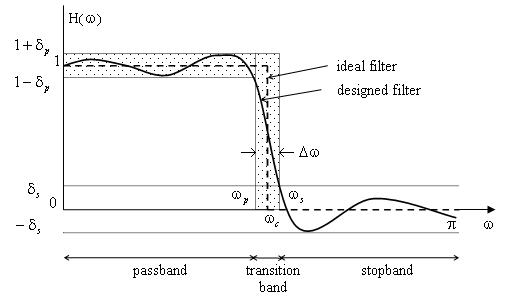 H(ω)
1 + δp
1
1 − δp
ideal filter
designed filter
Δω
δs
0
− δs
ωp
ωc
ωs
π
ω
passband
transition
band
stopband